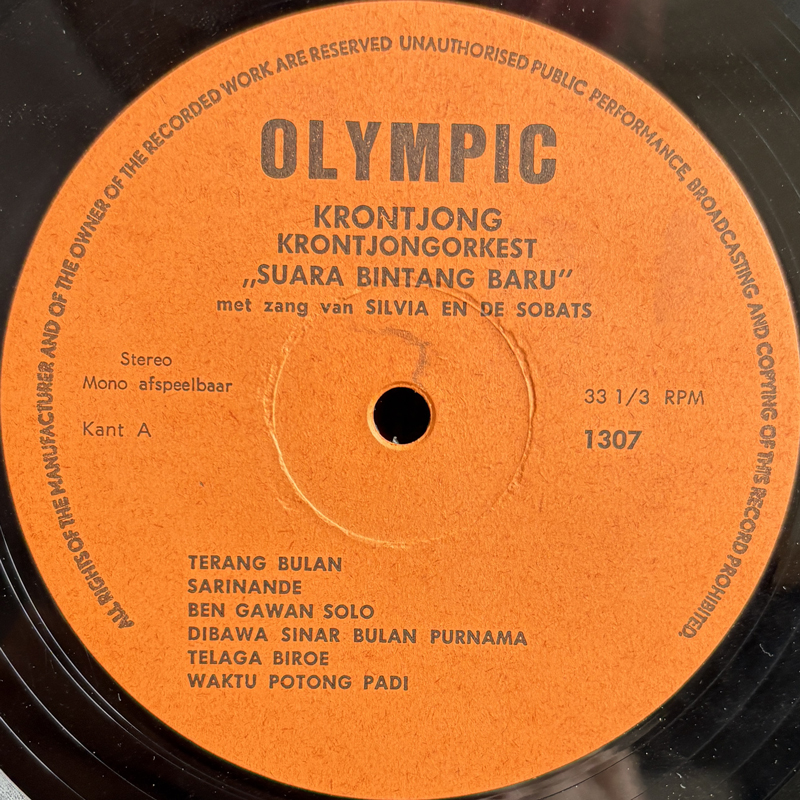 ALL RIGHTS OF THE MANUFACTURER AND OF THE OWNER OF THE RECORDED WORK ARE RESERVED UNAUTHORISED PUBLIC PERFORMANCE, BROADCASTING AND COPYING OF THIS RECORD PROHIBITED.
OLYMPIC
KRONTJONG
KRONTJONGORKEST
„SUARA BINTANG BARU"
met zang van SILVIA EN DE SOBATS
Stereo
Mono afspeelbaar
33 1/3 RPM
Kant A
1307
TERANG BULAN
SARINANDE
BEN GAWAN SOLO
DIBAWA SINAR BULAN PURNAMA
TELAGA BIROE
WAKTU POTONG PADI